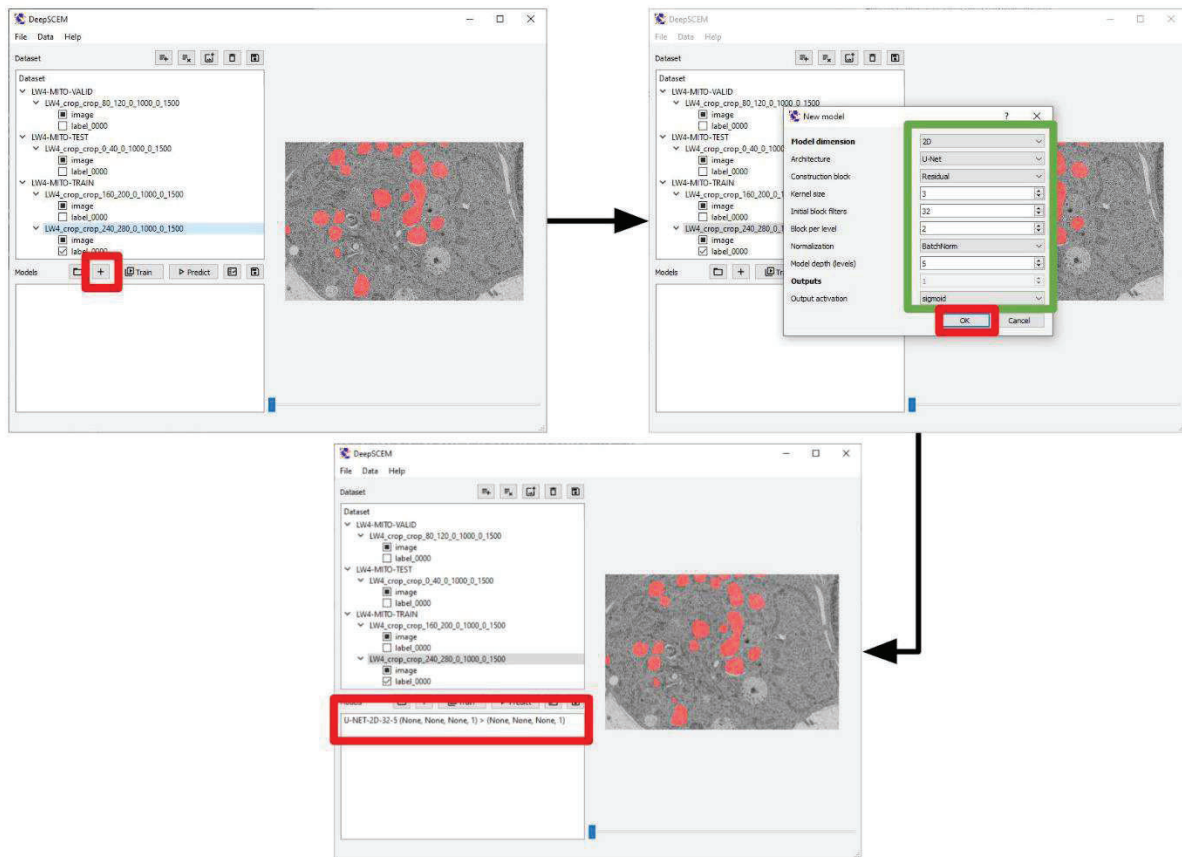 DeepSCEM
File Data Help
Dataset
Dataset
LW4-MITO-VALID
LW4_crop_crop_80_120_0_1000_0_1500
image
label_0000
LW4-MITO-TEST
LW4_crop_crop_0_40_0_1000_0_1500
image
label_0000
LW4-MITO-TRAIN
LW4_crop_crop_160_200_0_1000_0_1500
image
label_0000
LW4_crop_crop_240_280_0_1000_0_1500
image
label_0000
Models Train Predict
DeepSCEM
File Data Help
Dataset
Dataset
LW4-MITO-VALID
LW4_crop_crop_80_120_0_1000_0_1500
image
label_0000
LW4-MITO-TEST
LW4_crop_crop_0_40_0_1000
image
label_0000
LW4-MITO-TRAIN
LW4_crop_crop_160_200_0_1
image
label_0000
LW4_crop_crop_240_280_0_1
image
label_0000
Models
New model ?
Model dimension 2D
Architecture U-Net
Construction block Residual
Kernel size 3
Initial block filters 32
Block per level 2
Normalization BatchNorm
Model depth (levels) 5
Outputs 1
Output activation sigmoid
OK Cancel
DeepSCEM
File Data Help
Dataset
Dataset
LW4-MITO-VALID
LW4_crop_crop_80_120_0_1000_0_1500
image
label_0000
LW4-MITO-TEST
LW4_crop_crop_0_40_0_1000_0_1500
image
label_0000
LW4-MITO-TRAIN
LW4_crop_crop_160_200_0_1000_0_1500
image
label_0000
LW4_crop_crop_240_280_0_1000_0_1500
image
label_0000
U-NET-2D-32-5 (None, None, None, 1) > (None, None, None, 1)